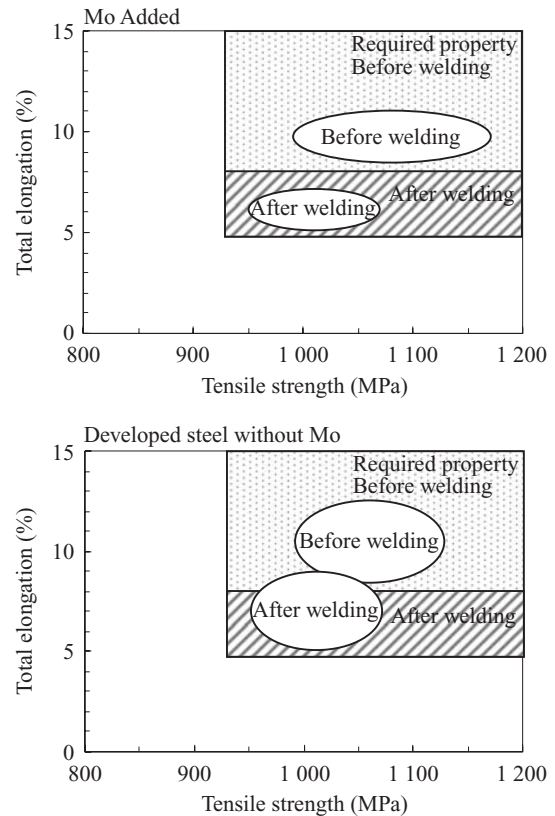 Mo Added
15
Required property
Before welding
10
Before welding
After welding
After welding
5
0
800
900
1 000
1 100
1 200
Total elongation (%)
Tensile strength (MPa)
Developed steel without Mo
15
Required property
Before welding
Before welding
10
After welding
After welding
5
0
800
900
1 000
1 100
1 200
Total elongation (%)
Tensile strength (MPa)